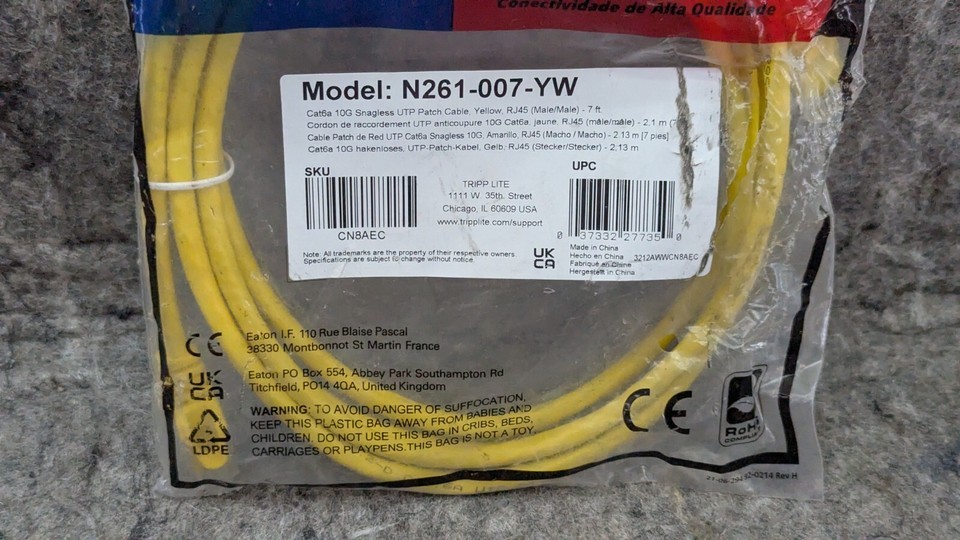 Conectividade de Alta Qualidade
Model: N261-007-YW
Cat6a 10G Snagless UTP Patch Cable, Yellow, RJ45 (Male/Male) - 7 ft
Cordon de raccordement UTP anticoupure 10G Cat6a, jaune, RJ45 (mâle/mâle) - 2,1 m
Cable Patch de Red UTP Cat6a Snagless 10G, Amarillo, RJ45 (Macho / Macho) - 2.13 m [7 pies]
Cat6a 10G hakenloses, UTP-Patch-Kabel, Gelb, RJ45 (Stecker/Stecker) - 2,13 m
SKU
CN8AEC
TRIPP LITE
1111 W. 35th. Street
Chicago, IL 60609 USA
www.tripplite.com/support
UPC
0 37332 27735 0
Note: All trademarks are the property of their respective owners.
Specifications are subject to change without notice
UK
CA
Made in China
Hecho en China
Fabriqué en Chine
Hergestellt in China
3212AWWCN8AEC
CE
Eaton I.F. 110 Rue Blaise Pascal
38330 Montbonnot St Martin France
UK
CA
Eaton PO Box 554, Abbey Park Southampton Rd
Titchfield, PO14 4QA, United Kingdom
LDPE
WARNING: TO AVOID DANGER OF SUFFOCATION,
KEEP THIS PLASTIC BAG AWAY FROM BABIES AND
CHILDREN. DO NOT USE THIS BAG IN CRIBS, BEDS,
CARRIAGES OR PLAYPENS.THIS BAG IS NOT A TOY.
CE
RoHS
COMPLIANT
Rev H